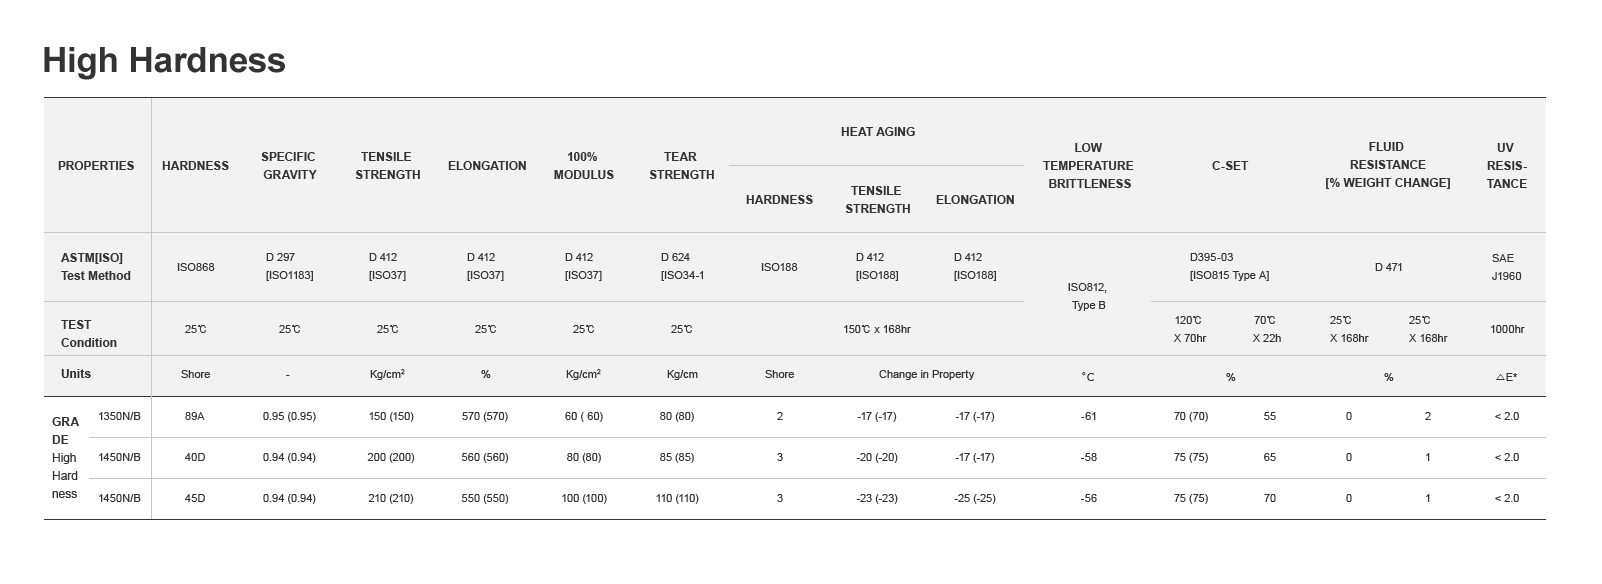 High Hardness
PROPERTIES HARDNESS SPECIFIC GRAVITY TENSILE STRENGTH ELONGATION 100% MODULUS TEAR STRENGTH HEAT AGING LOW TEMPERATURE BRITTLENESS C-SET FLUID RESISTANCE [% WEIGHT CHANGE] UV RESIS-TANCE
HARDNESS TENSILE STRENGTH ELONGATION
ASTM[ISO] Test Method ISO868 D 297 [ISO1183] D 412 [ISO37] D 412 [ISO37] D 412 [ISO37] D 624 [ISO34-1 ISO188 D 412 [ISO188] D 412 [ISO188] ISO812, Type B D395-03 [ISO815 Type A] D 471 SAE J1960
TEST Condition 25℃ 25℃ 25℃ 25℃ 25℃ 25℃ 150℃ x 168hr 120℃ X 70hr 70℃ X 22h 25℃ X 168hr 25℃ X 168hr 1000hr
Units Shore - Kg/cm² % Kg/cm² Kg/cm Shore Change in Property °C % % △E*
GRADE High Hardness
1350N/B 89A 0.95 (0.95) 150 (150) 570 (570) 60 ( 60) 80 (80) 2 -17 (-17) -17 (-17) -61 70 (70) 55 0 2 < 2.0
1450N/B 40D 0.94 (0.94) 200 (200) 560 (560) 80 (80) 85 (85) 3 -20 (-20) -17 (-17) -58 75 (75) 65 0 1 < 2.0
1450N/B 45D 0.94 (0.94) 210 (210) 550 (550) 100 (100) 110 (110) 3 -23 (-23) -25 (-25) -56 75 (75) 70 0 1 < 2.0